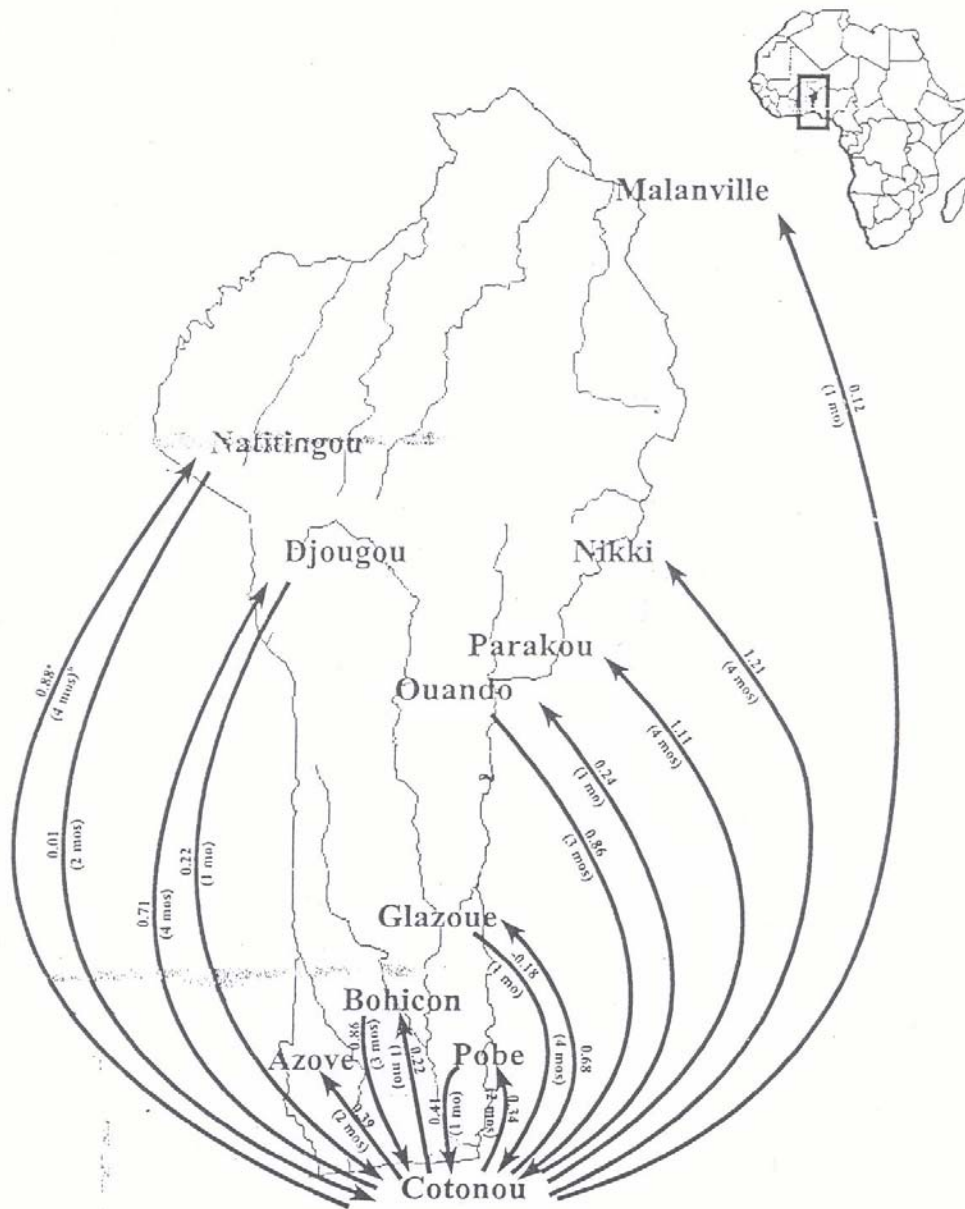 Malanville
0.12
(1 mo)
Natitingou
Djougou
Nikki
Parakou
Ouando
0.88ᵃ
(4 mos)ᵇ
0.01
(2 mos)
0.71
(4 mos)
0.22
(1 mo)
1.21
(4 mos)
1.11
(4 mos)
0.24
(1 mo)
0.86
(3 mos)
Glazoue
-0.18
(1 mo)
0.68
(4 mos)
Bohicon
-0.86
(3 mos)
0.22
(1 mo)
Azove
0.39
(2 mos)
Pobe
0.41
(1 mo)
0.34
(2 mos)
Cotonou